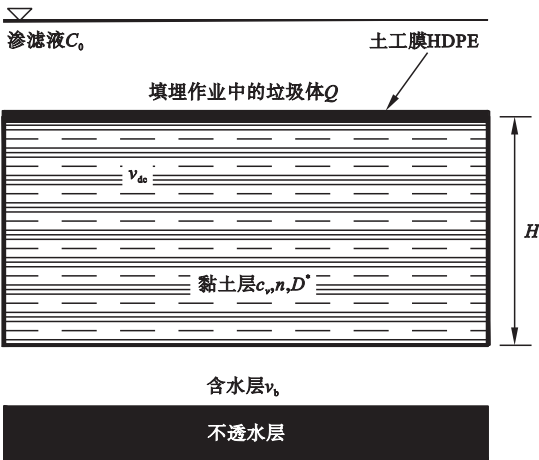 渗滤液C₀
土工膜HDPE
填埋作业中的垃圾体Q
v_dc
H
黏土层c_v,n,D*
含水层v_b
不透水层